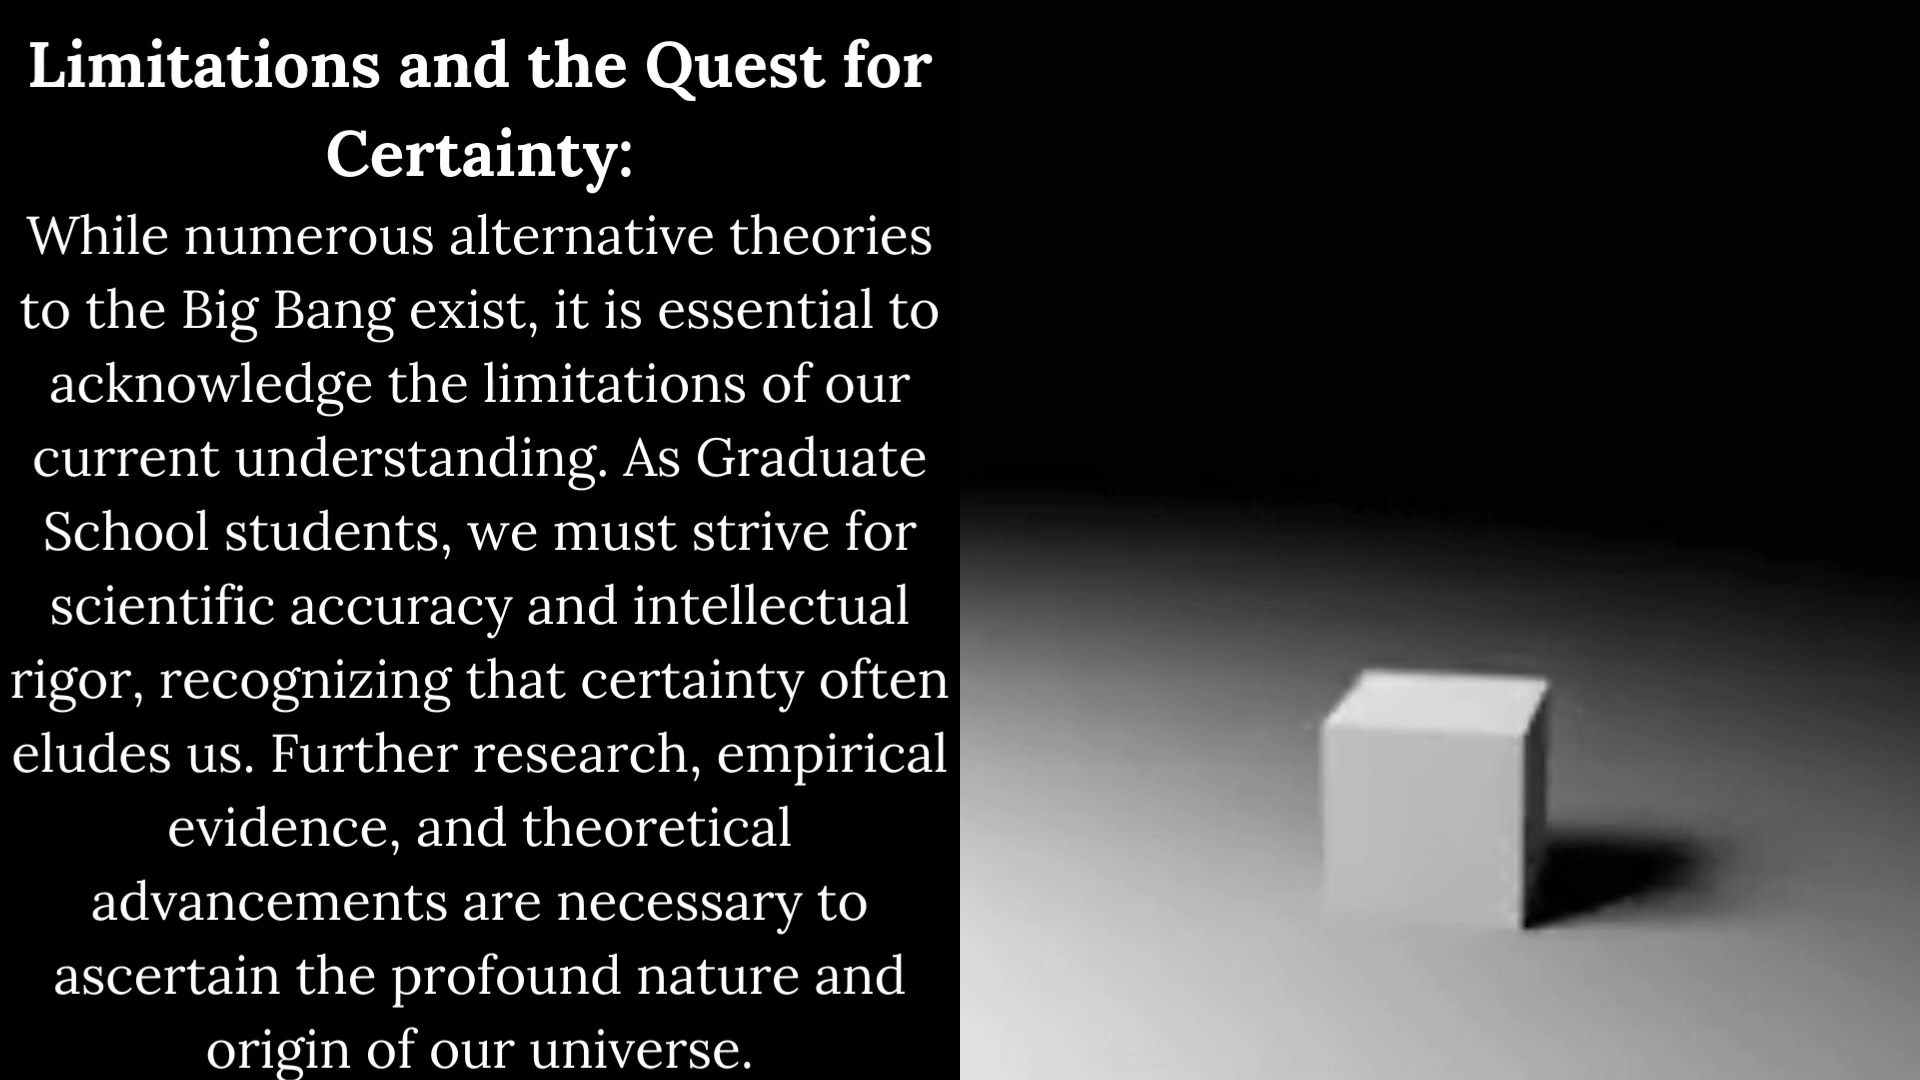 Limitations and the Quest for
Certainty:
While numerous alternative theories
to the Big Bang exist, it is essential to
acknowledge the limitations of our
current understanding. As Graduate
School students, we must strive for
scientific accuracy and intellectual
rigor, recognizing that certainty often
eludes us. Further research, empirical
evidence, and theoretical
advancements are necessary to
ascertain the profound nature and
origin of our universe.